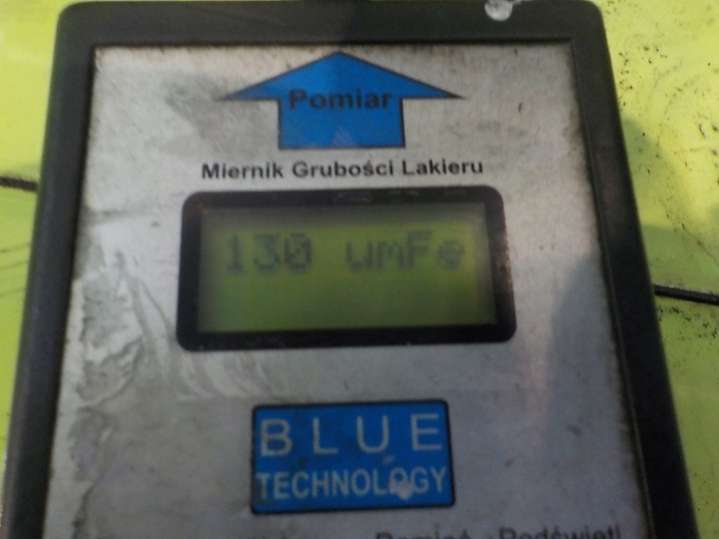 Pomiar
Miernik Grubości Lakieru
130 umFe
BLUE
TECHNOLOGY